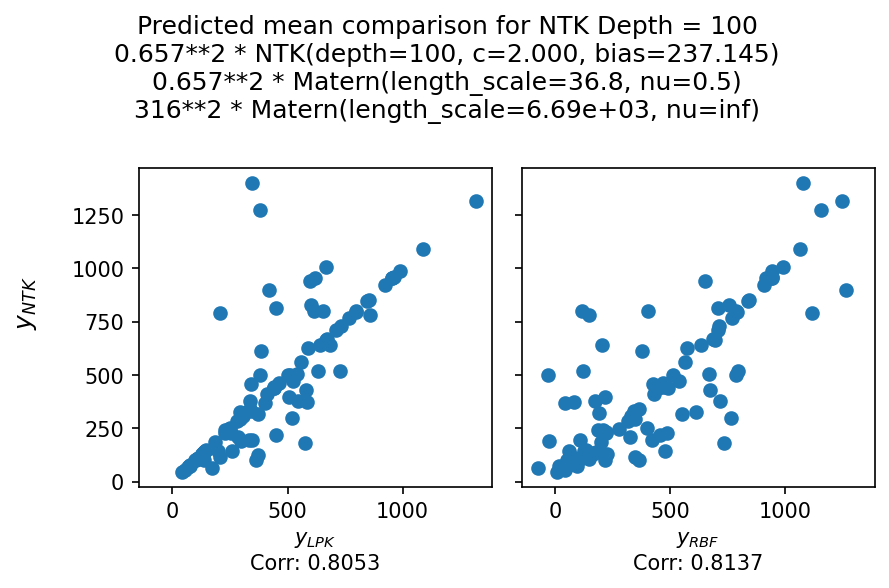 Predicted mean comparison for NTK Depth = 100
0.657**2 * NTK(depth=100, c=2.000, bias=237.145)
0.657**2 * Matern(length_scale=36.8, nu=0.5)
316**2 * Matern(length_scale=6.69e+03, nu=inf)
y_NTK
1250
1000
750
500
250
0
0 500 1000
0 500 1000
y_LPK
Corr: 0.8053
y_RBF
Corr: 0.8137